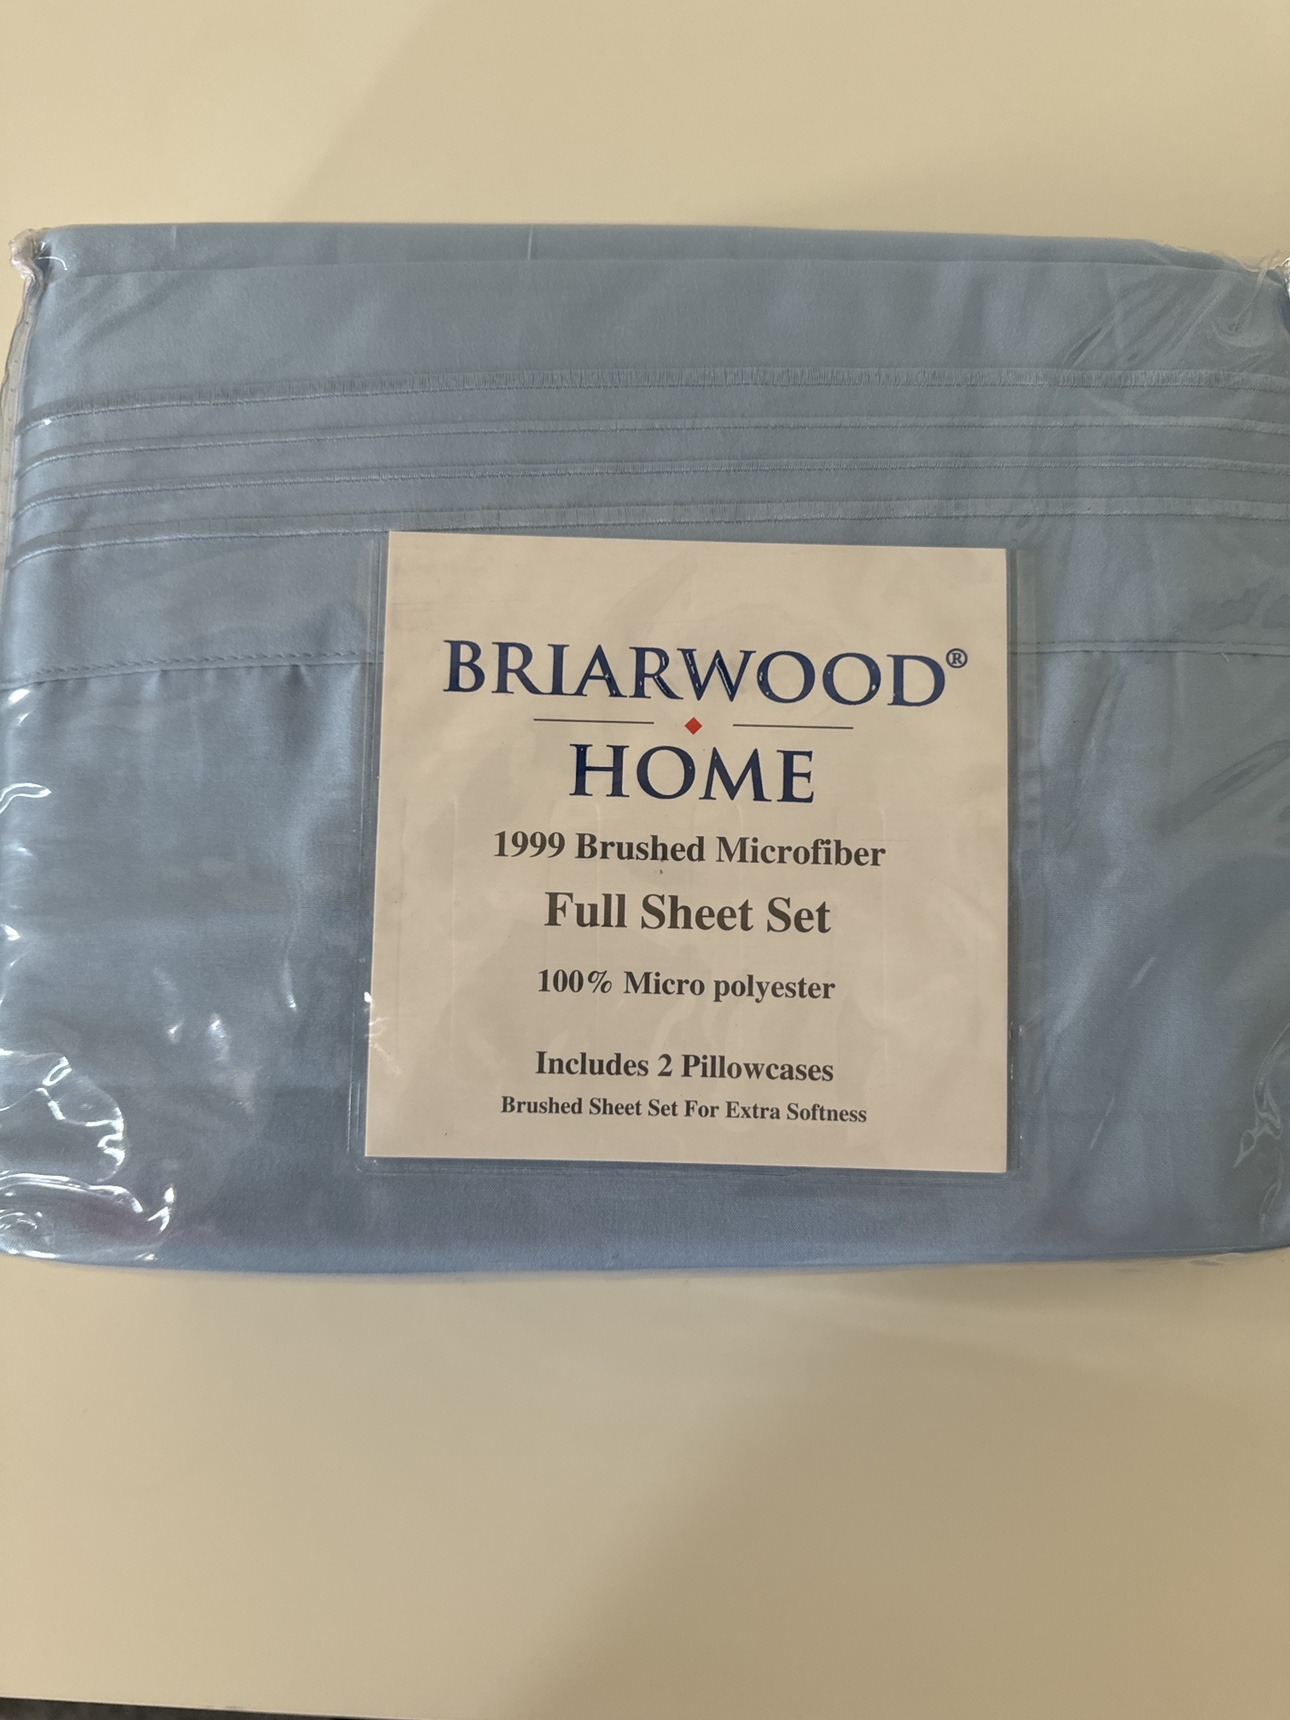 BRIARWOOD®
HOME
1999 Brushed Microfiber
Full Sheet Set
100% Micro polyester
Includes 2 Pillowcases
Brushed Sheet Set For Extra Softness